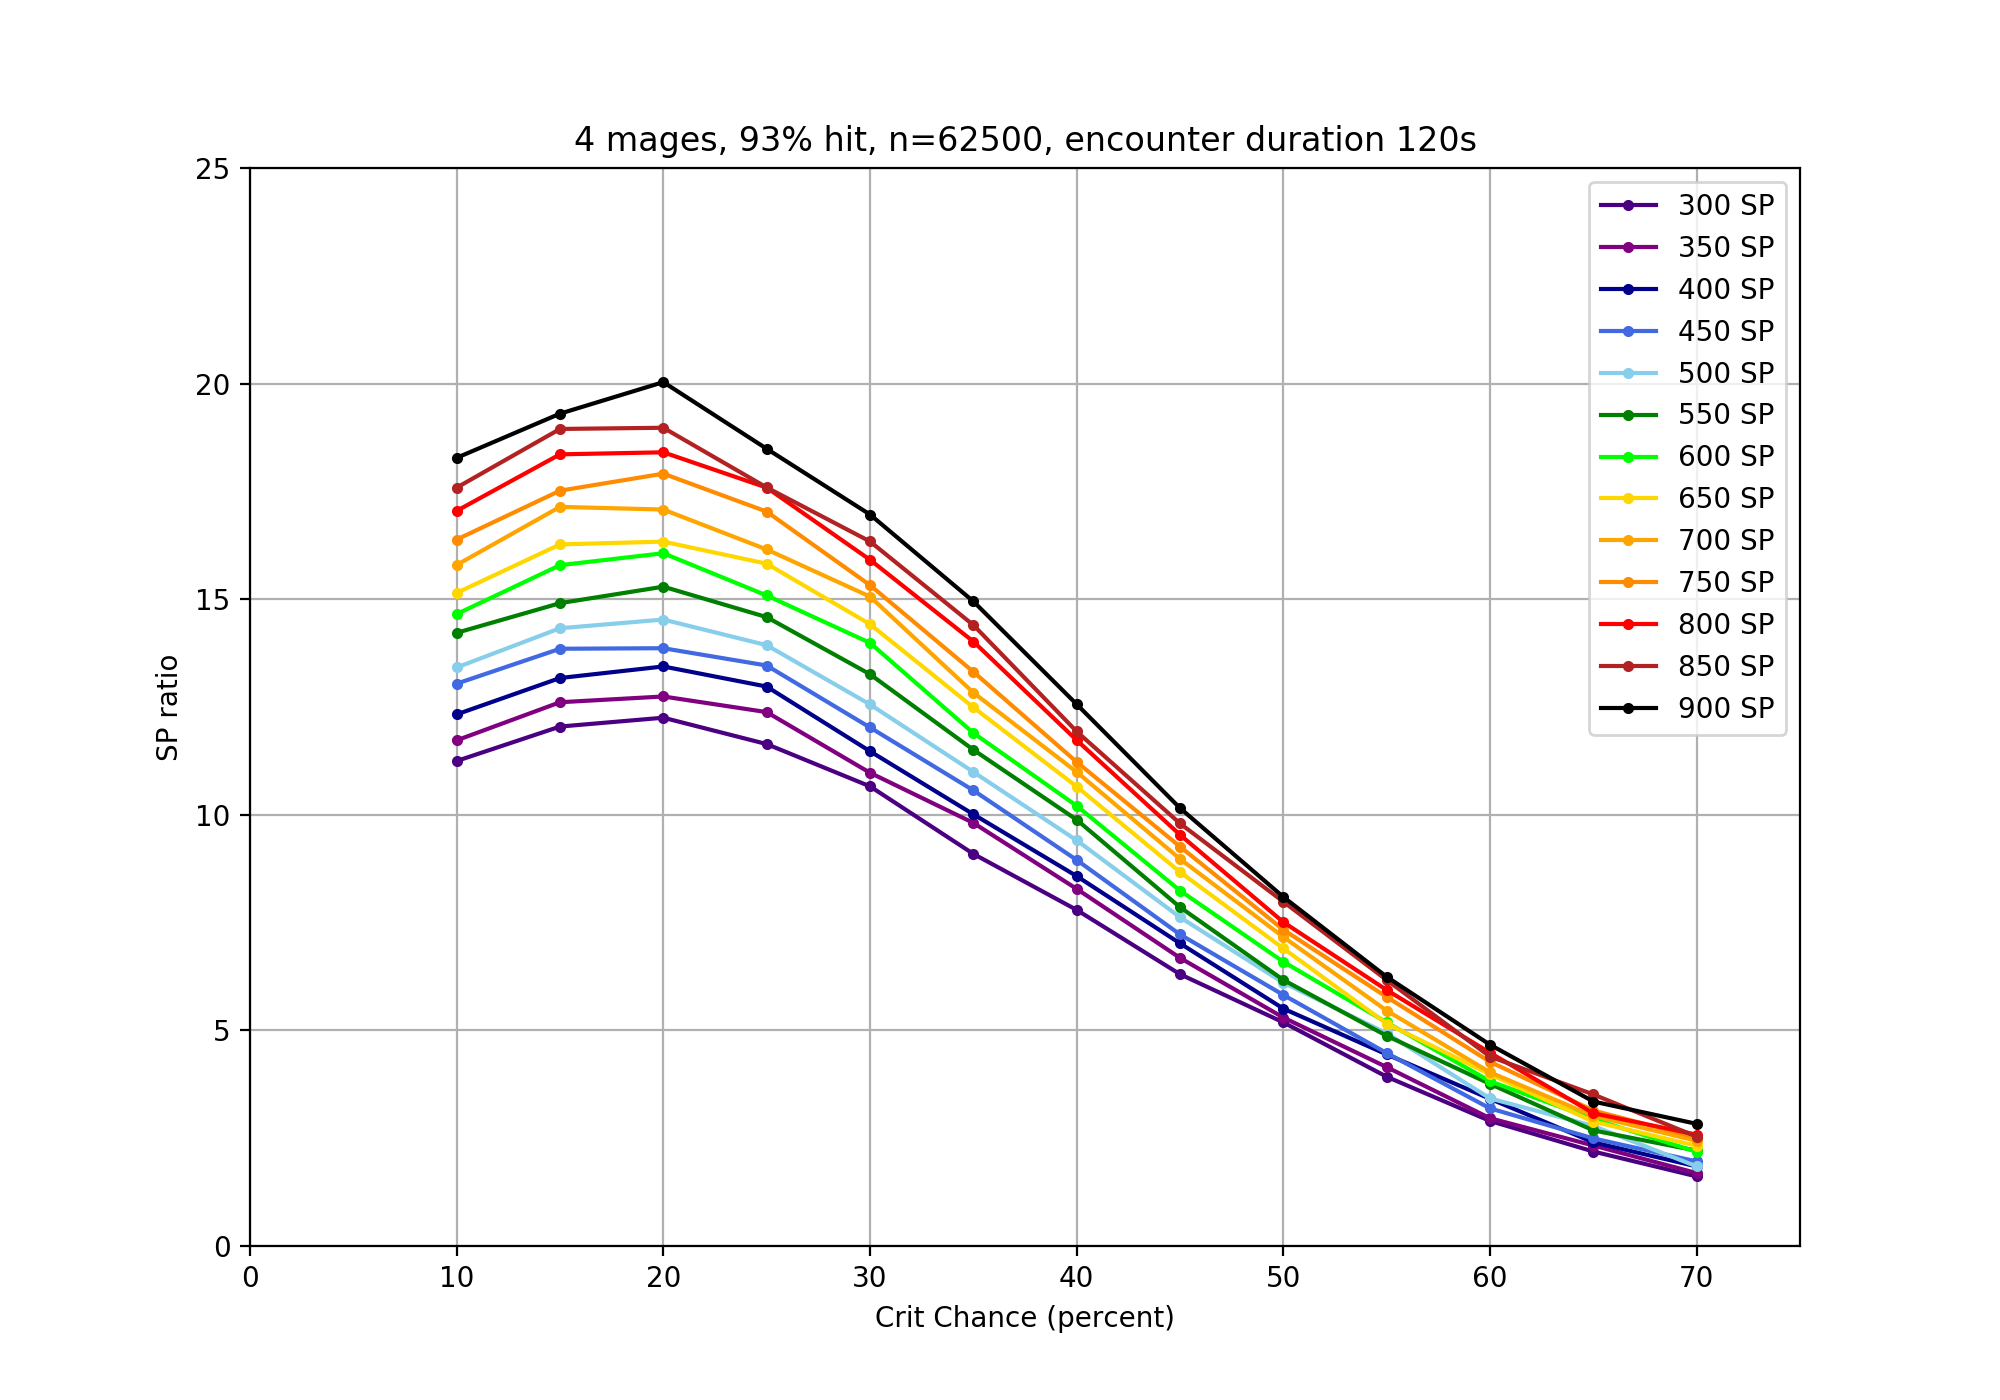 4 mages, 93% hit, n=62500, encounter duration 120s
25
20
15
10
5
0
SP ratio
300 SP
350 SP
400 SP
450 SP
500 SP
550 SP
600 SP
650 SP
700 SP
750 SP
800 SP
850 SP
900 SP
0 10 20 30 40 50 60 70
Crit Chance (percent)